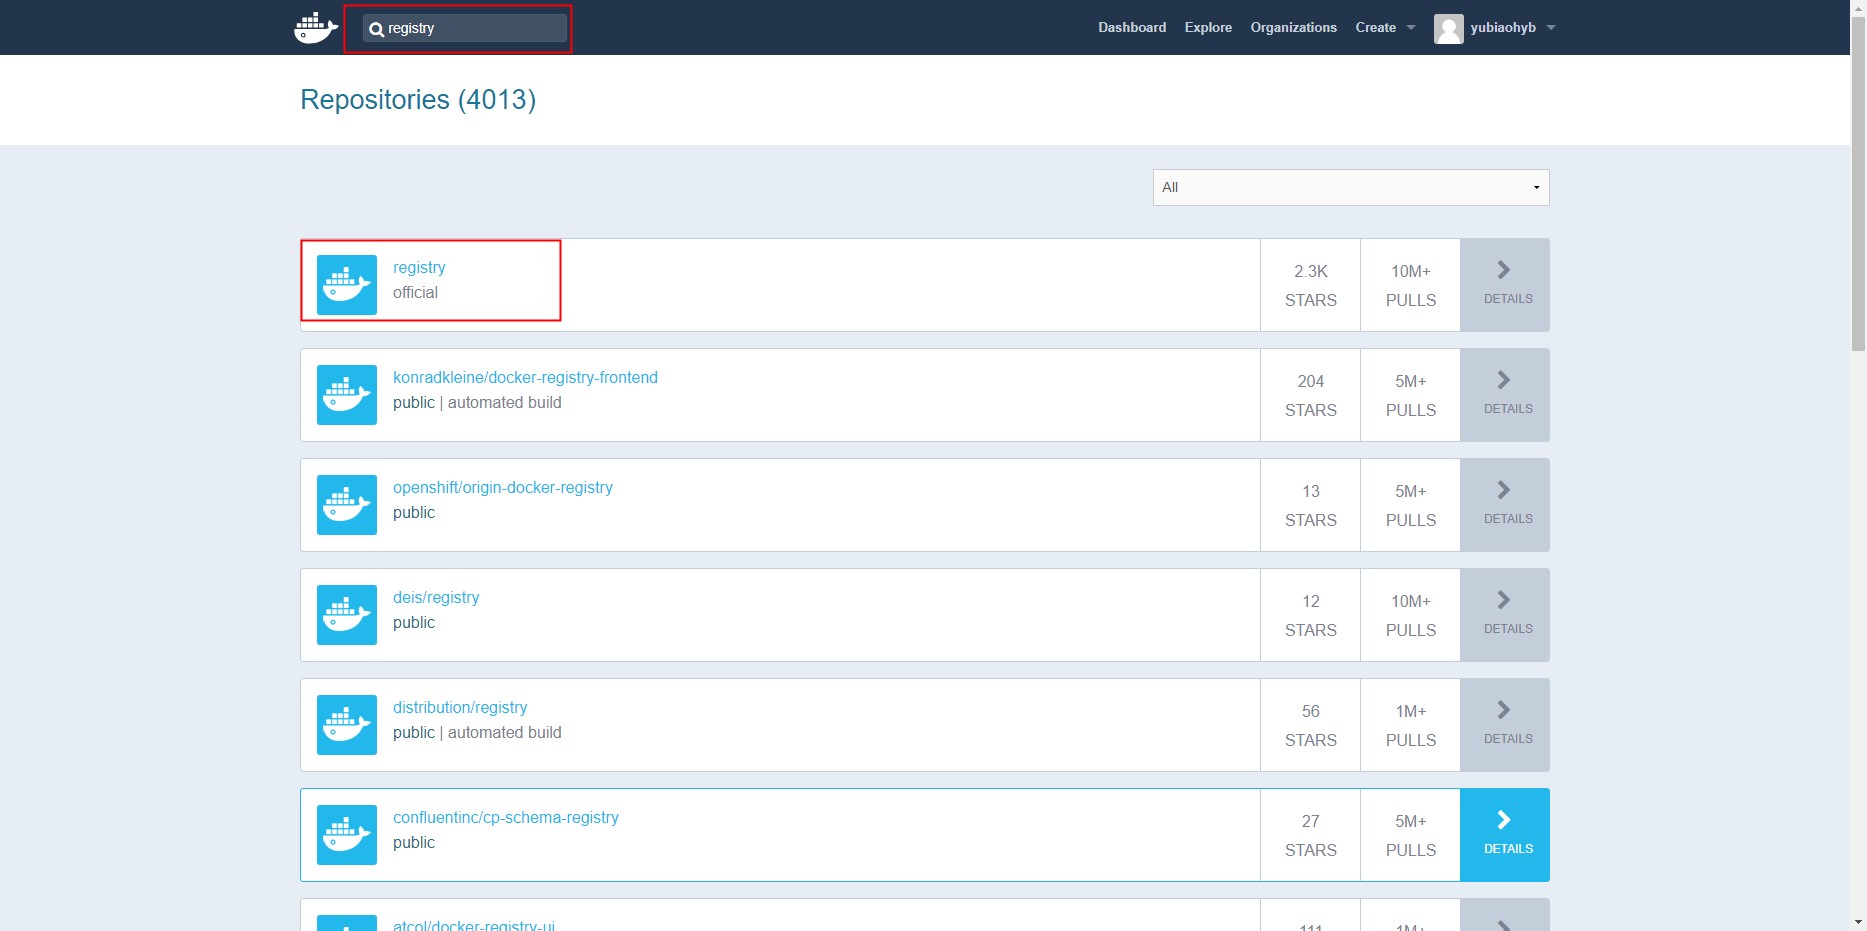 registry
Dashboard Explore Organizations Create yubiaohyb
Repositories (4013)
All
registry
official
2.3K
STARS
10M+
PULLS
DETAILS
konradkleine/docker-registry-frontend
public | automated build
204
STARS
5M+
PULLS
DETAILS
openshift/origin-docker-registry
public
13
STARS
5M+
PULLS
DETAILS
deis/registry
public
12
STARS
10M+
PULLS
DETAILS
distribution/registry
public | automated build
56
STARS
1M+
PULLS
DETAILS
confluentinc/cp-schema-registry
public
27
STARS
5M+
PULLS
DETAILS
atcol/docker-registry-ui
111
1M+